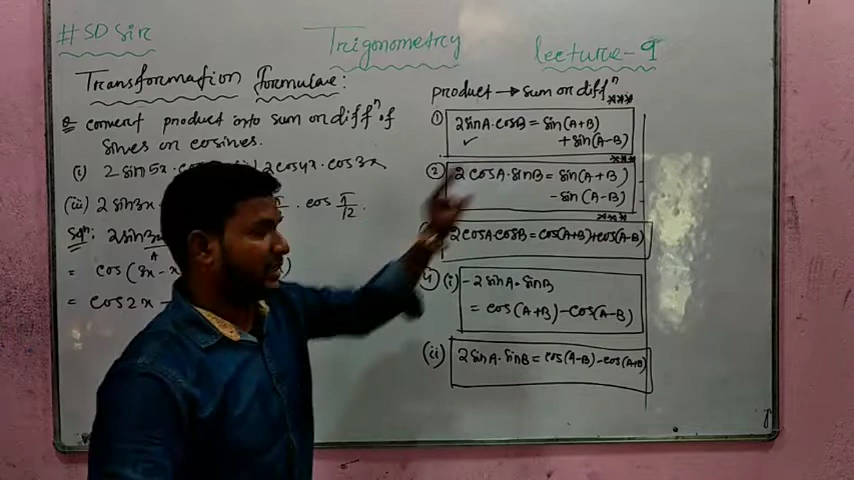 #SD Sir
Trigonometry
lecture-9
Transformation formulae:
Q convert product into sum or diffⁿ of
sines or cosines.
(i) 2 sin5x·
2cos4x·cos3x
(iii) 2 sin3x
· cos π/12.
Solⁿ: 2sin3x
A
= cos(3x-x
= cos2x-
product → sum or diffⁿ
***
① 2sinA·cosB = sin(A+B)
✓ +sin(A-B)
***
② 2cosA·sinB = sin(A+B)
-sin(A-B)
***
2cosA·cosB = cos(A+B)+cos(A-B)
④ (i) -2sinA·sinB
= cos(A+B)-cos(A-B)
(ii) 2sinA·sinB = cos(A-B)-cos(A+B)